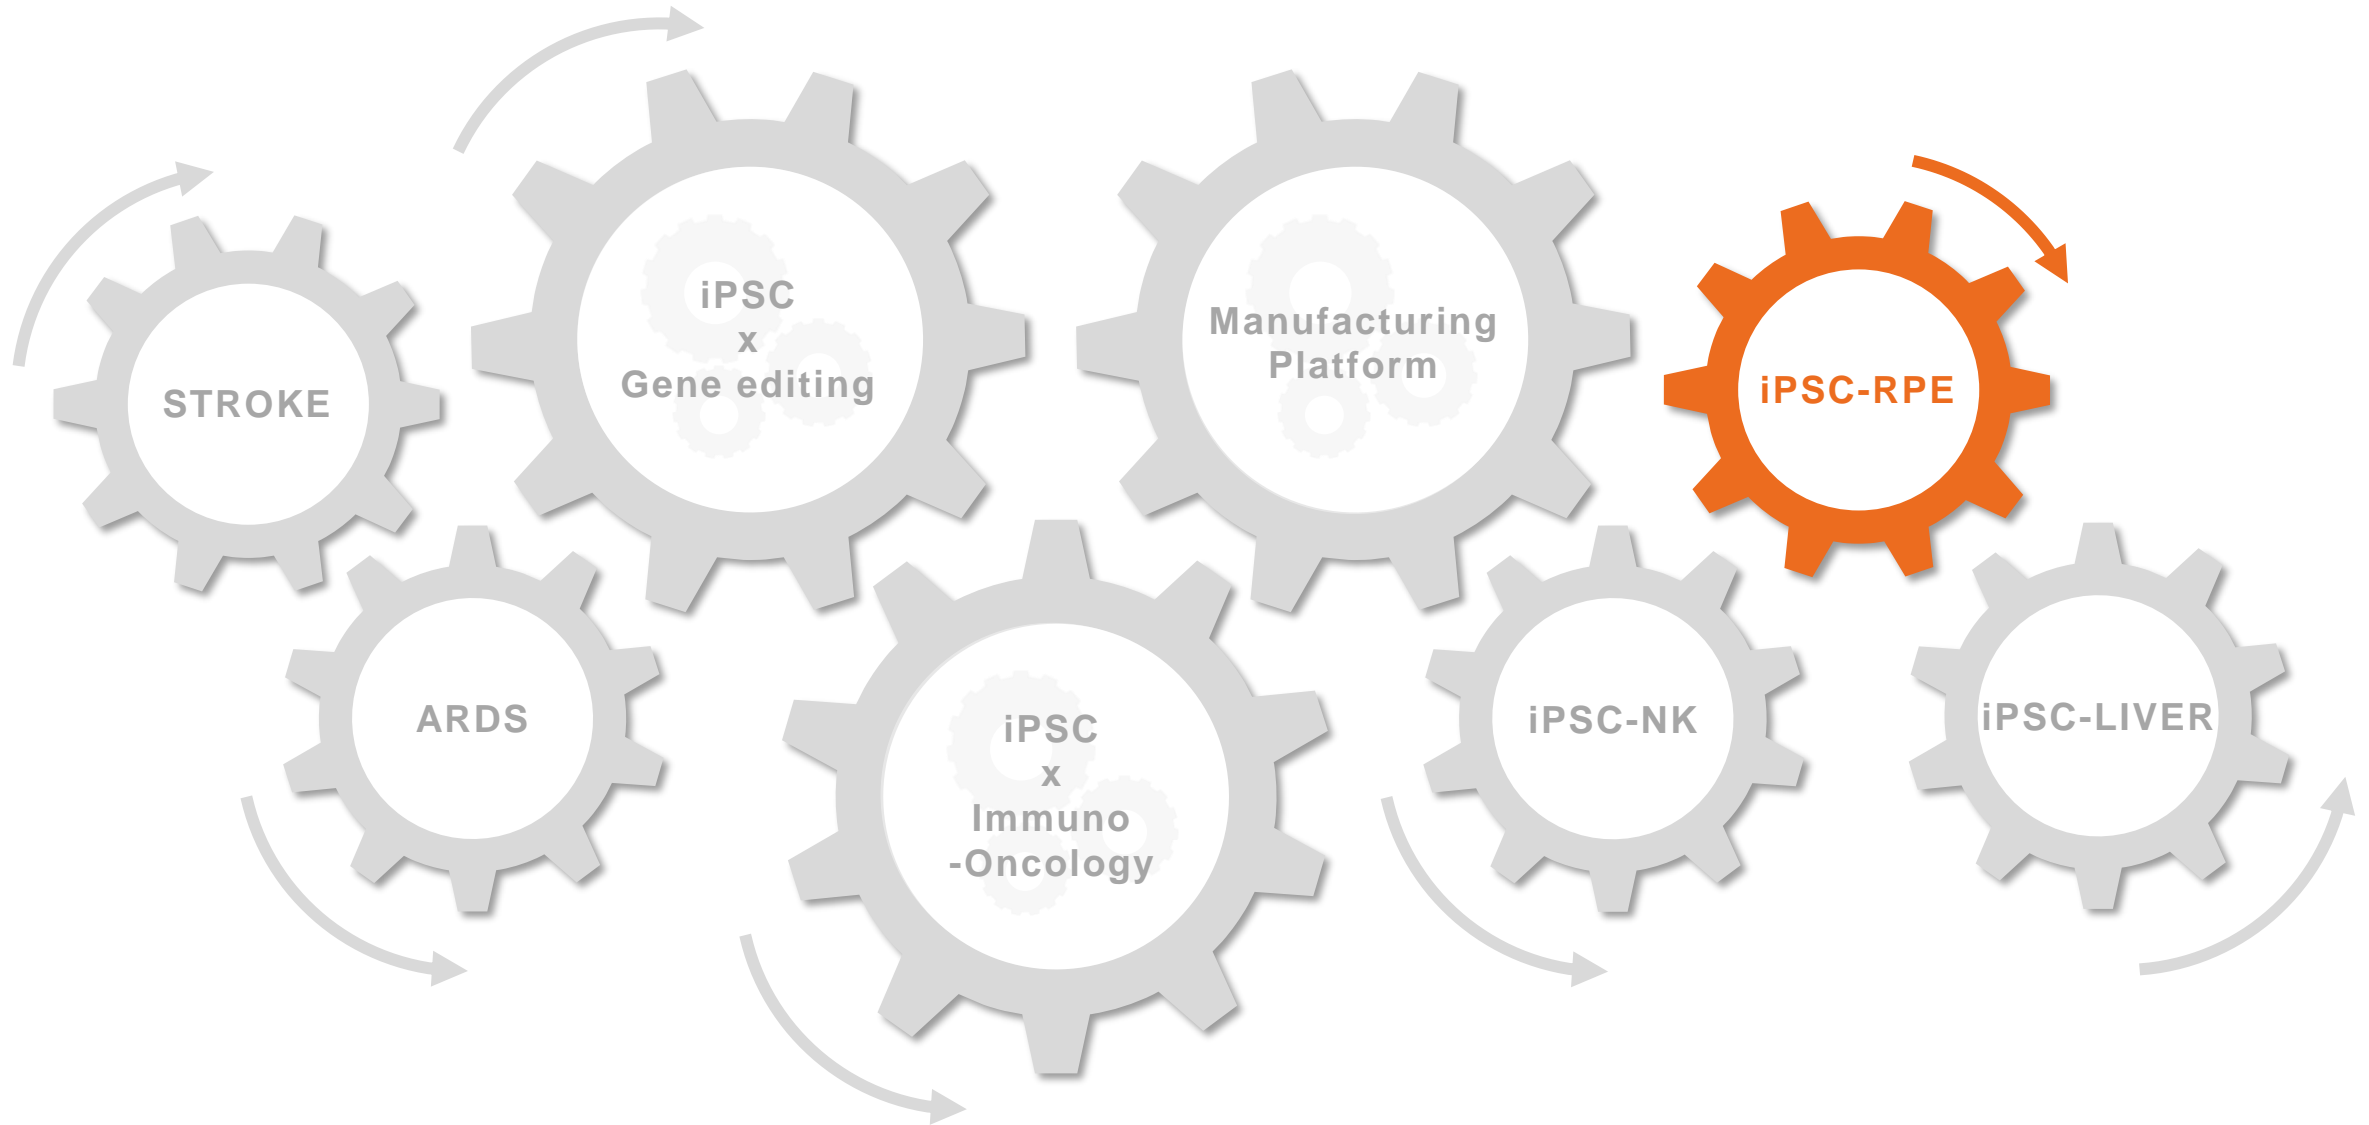 STROKE
iPSC
x
Gene editing
Manufacturing
Platform
iPSC-RPE
ARDS
iPSC
x
Immuno
-Oncology
iPSC-NK
iPSC-LIVER